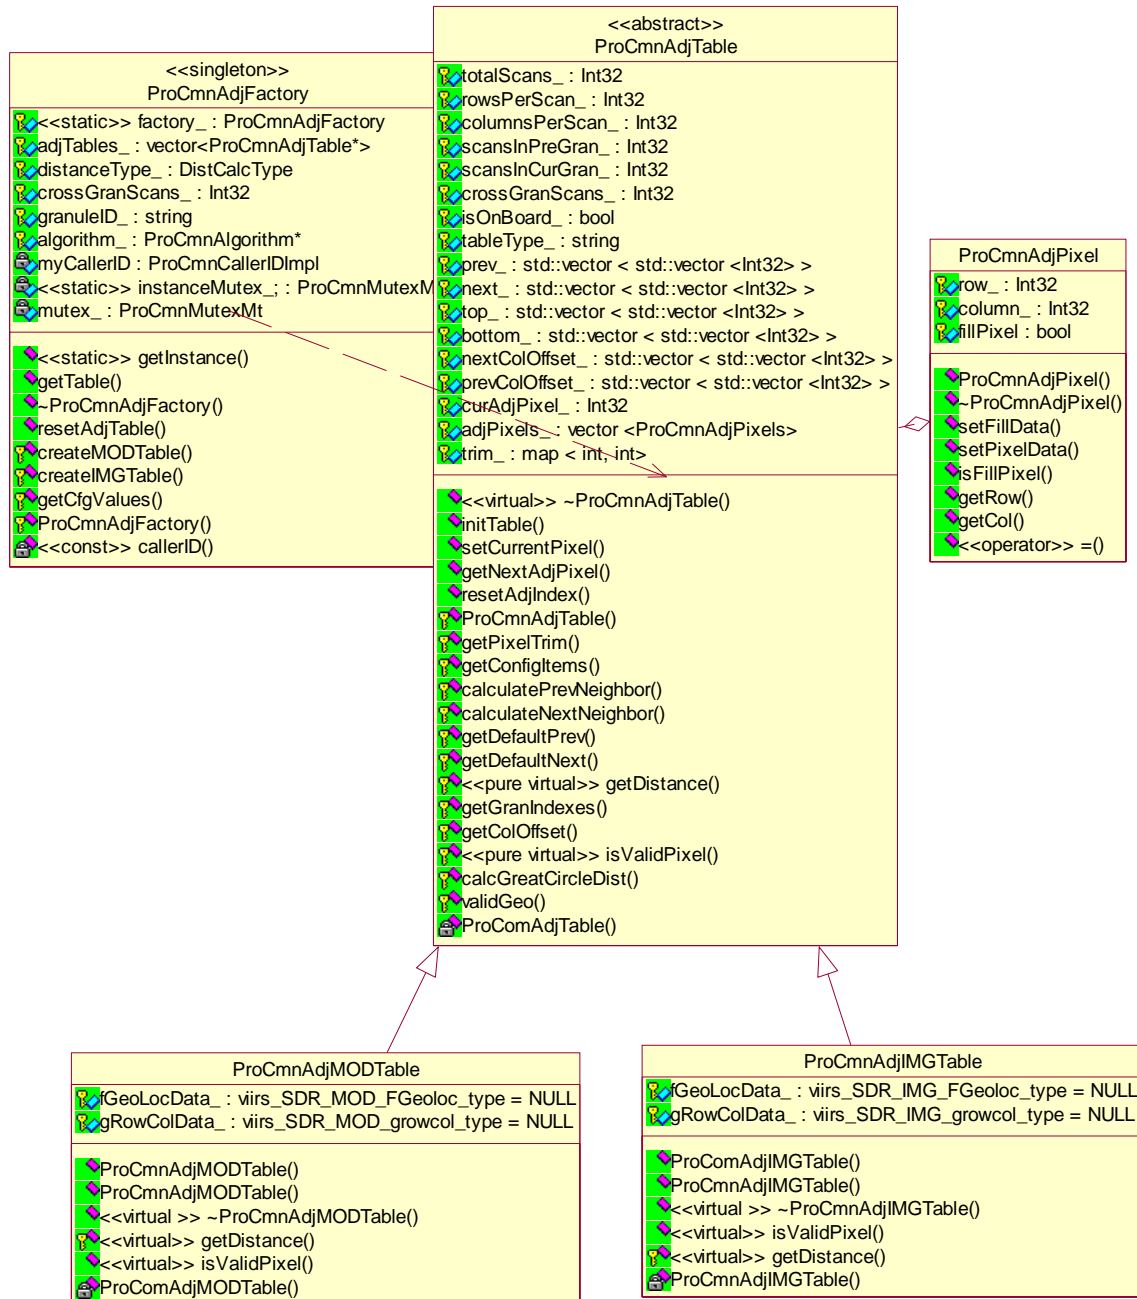 <<singleton>>
ProCmnAdjFactory
<<static>> factory_ : ProCmnAdjFactory
adjTables_ : vector<ProCmnAdjTable*>
distanceType_ : DistCalcType
crossGranScans_ : Int32
granuleID_ : string
algorithm_ : ProCmnAlgorithm*
myCallerID : ProCmnCallerIDImpl
<<static>> instanceMutex_; : ProCmnMutexM
mutex_ : ProCmnMutexMt
<<static>> getInstance()
getTable()
~ProCmnAdjFactory()
resetAdjTable()
createMODTable()
createIMGTable()
getCfgValues()
ProCmnAdjFactory()
<<const>> callerID()
<<abstract>>
ProCmnAdjTable
totalScans_ : Int32
rowsPerScan_ : Int32
columnsPerScan_ : Int32
scansInPreGran_ : Int32
scansInCurGran_ : Int32
crossGranScans_ : Int32
isOnBoard_ : bool
tableType_ : string
prev_ : std::vector < std::vector <Int32> >
next_ : std::vector < std::vector <Int32> >
top_ : std::vector < std::vector <Int32> >
bottom_ : std::vector < std::vector <Int32> >
nextColOffset_ : std::vector < std::vector <Int32> >
prevColOffset_ : std::vector < std::vector <Int32> >
curAdjPixel_ : Int32
adjPixels_ : vector <ProCmnAdjPixels>
trim_ : map < int, int>
<<virtual>> ~ProCmnAdjTable()
initTable()
setCurrentPixel()
getNextAdjPixel()
resetAdjIndex()
ProCmnAdjTable()
getPixelTrim()
getConfigItems()
calculatePrevNeighbor()
calculateNextNeighbor()
getDefaultPrev()
getDefaultNext()
<<pure virtual>> getDistance()
getGranIndexes()
getColOffset()
<<pure virtual>> isValidPixel()
calcGreatCircleDist()
validGeo()
ProComAdjTable()
ProCmnAdjPixel
row_ : Int32
column_ : Int32
fillPixel : bool
ProCmnAdjPixel()
~ProCmnAdjPixel()
setFillData()
setPixelData()
isFillPixel()
getRow()
getCol()
<<operator>> =()
ProCmnAdjMODTable
fGeoLocData_ : viirs_SDR_MOD_FGeoloc_type = NULL
gRowColData_ : viirs_SDR_MOD_growcol_type = NULL
ProCmnAdjMODTable()
ProCmnAdjMODTable()
<<virtual >> ~ProCmnAdjMODTable()
<<virtual>> getDistance()
<<virtual>> isValidPixel()
ProComAdjMODTable()
ProCmnAdjIMGTable
fGeoLocData_ : viirs_SDR_IMG_FGeoloc_type = NULL
gRowColData_ : viirs_SDR_IMG_growcol_type = NULL
ProComAdjIMGTable()
ProCmnAdjIMGTable()
<<virtual >> ~ProCmnAdjIMGTable()
<<virtual>> isValidPixel()
<<virtual>> getDistance()
ProCmnAdjIMGTable()